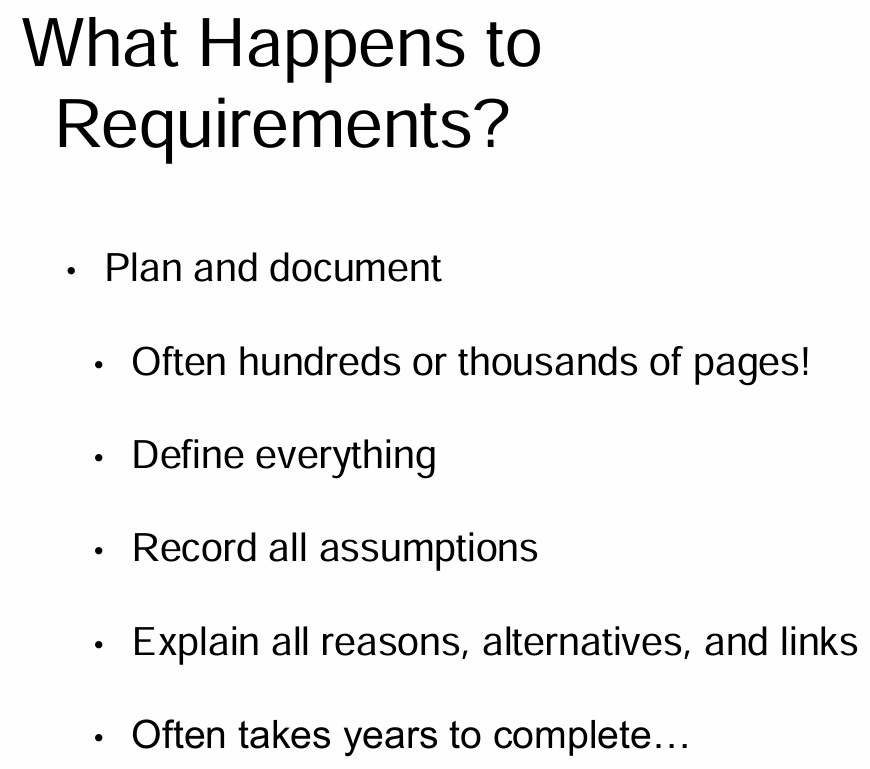 What Happens to
Requirements?
• Plan and document
• Often hundreds or thousands of pages!
• Define everything
• Record all assumptions
• Explain all reasons, alternatives, and links
• Often takes years to complete…